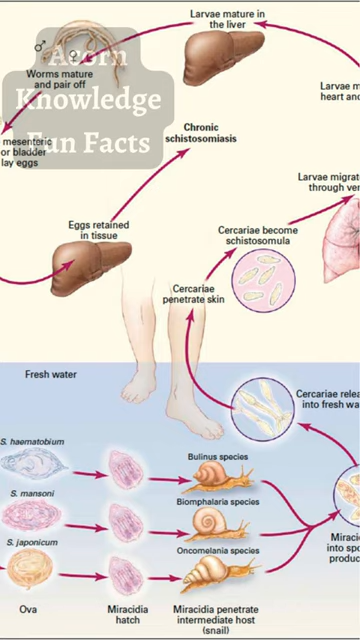 Larvae mature in
the liver
Acorn
Knowledge
Fun Facts
♂
♀
Worms mature
and pair off
Larvae m
heart and
mesenteric
or bladder
lay eggs
Chronic
schistosomiasis
Larvae migrat
through ver
Eggs retained
in tissue
Cercariae become
schistosomula
Cercariae
penetrate skin
Fresh water
Cercariae relea
into fresh wa
S. haematobium
Bulinus species
S. mansoni
Biomphalaria species
S. japonicum
Oncomelania species
Miracid
into spo
produc
Ova
Miracidia
hatch
Miracidia penetrate
intermediate host
(snail)